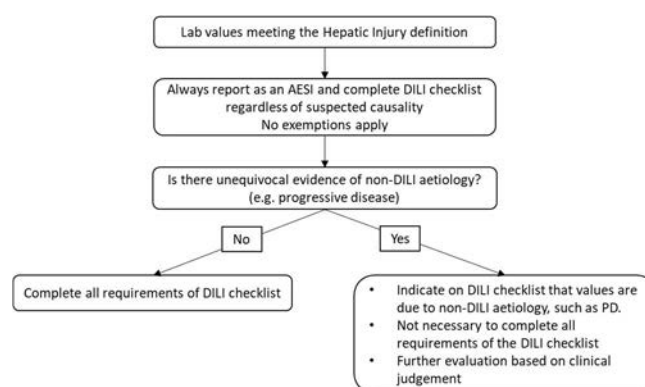 Lab values meeting the Hepatic Injury definition
Always report as an AESI and complete DILI checklist
regardless of suspected causality
No exemptions apply
Is there unequivocal evidence of non-DILI aetiology?
(e.g. progressive disease)
No
Yes
Complete all requirements of DILI checklist
• Indicate on DILI checklist that values are
due to non-DILI aetiology, such as PD.
• Not necessary to complete all
requirements of the DILI checklist
• Further evaluation based on clinical
judgement